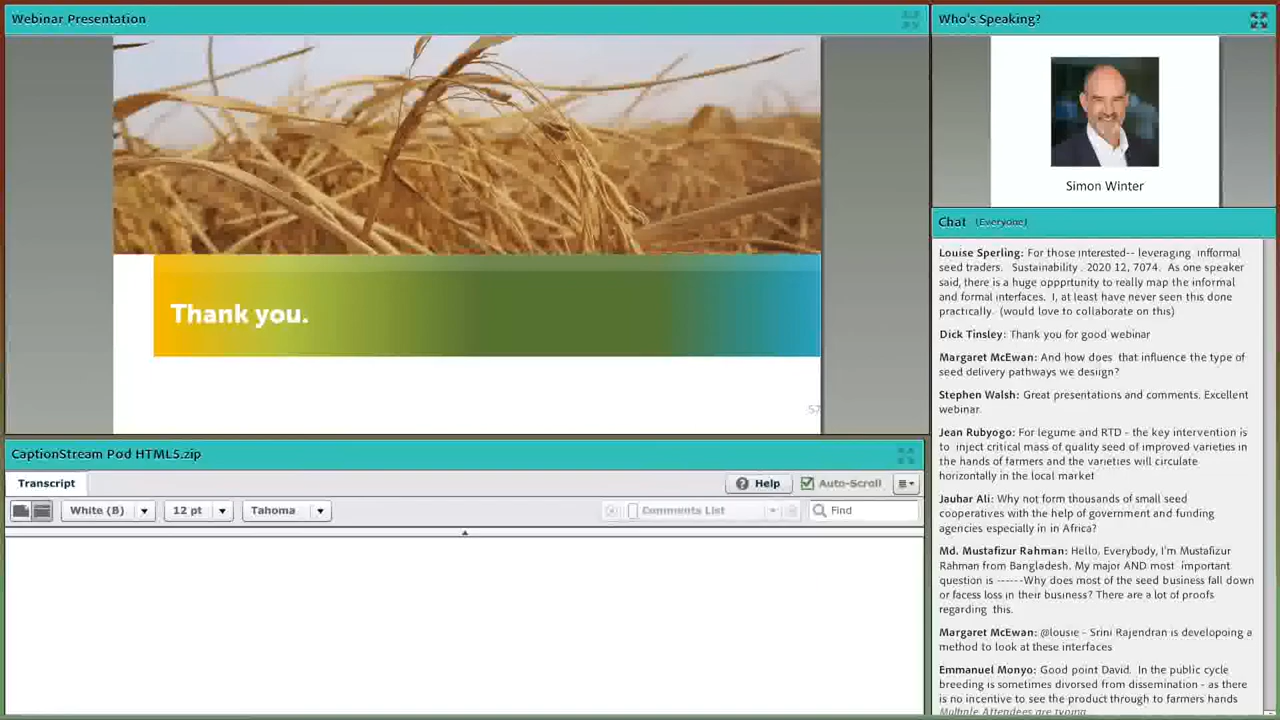 Webinar Presentation
Thank you.
57
Who's Speaking?
Simon Winter
Chat (Everyone)
Louise Sperling: For those interested-- leveraging infformal
seed traders. Sustainability . 2020 12, 7074. As one speaker
said, there is a huge oppprtunity to really map the informal
and formal interfaces. I, at least have never seen this done
practically. (would love to collaborate on this)
Dick Tinsley: Thank you for good webinar
Margaret McEwan: And how does that influence the type of
seed delivery pathways we desiign?
Stephen Walsh: Great presentations and comments. Excellent
webinar.
Jean Rubyogo: For legume and RTD - the key intervention is
to inject critical mass of quality seed of improved varieties in
the hands of farmers and the varieties will circulate
horizontally in the local market
Jauhar Ali: Why not form thousands of small seed
cooperatives with the help of government and funding
agencies especially in in Africa?
Md. Mustafizur Rahman: Hello, Everybody, I'm Mustafizur
Rahman from Bangladesh. My major AND most important
question is ------Why does most of the seed business fall down
or facess loss in their business? There are a lot of proofs
regarding this.
Margaret McEwan: @lousie - Srini Rajendran is developoing a
method to look at these interfaces
Emmanuel Monyo: Good point David. In the public cycle
breeding is sometimes divorsed from dissemination - as there
is no incentive to see the product through to farmers hands
Multiple Attendees are typing
CaptionStream Pod HTML5.zip
Transcript
Help
Auto-Scroll
White (B)
12 pt
Tahoma
Comments List
Find